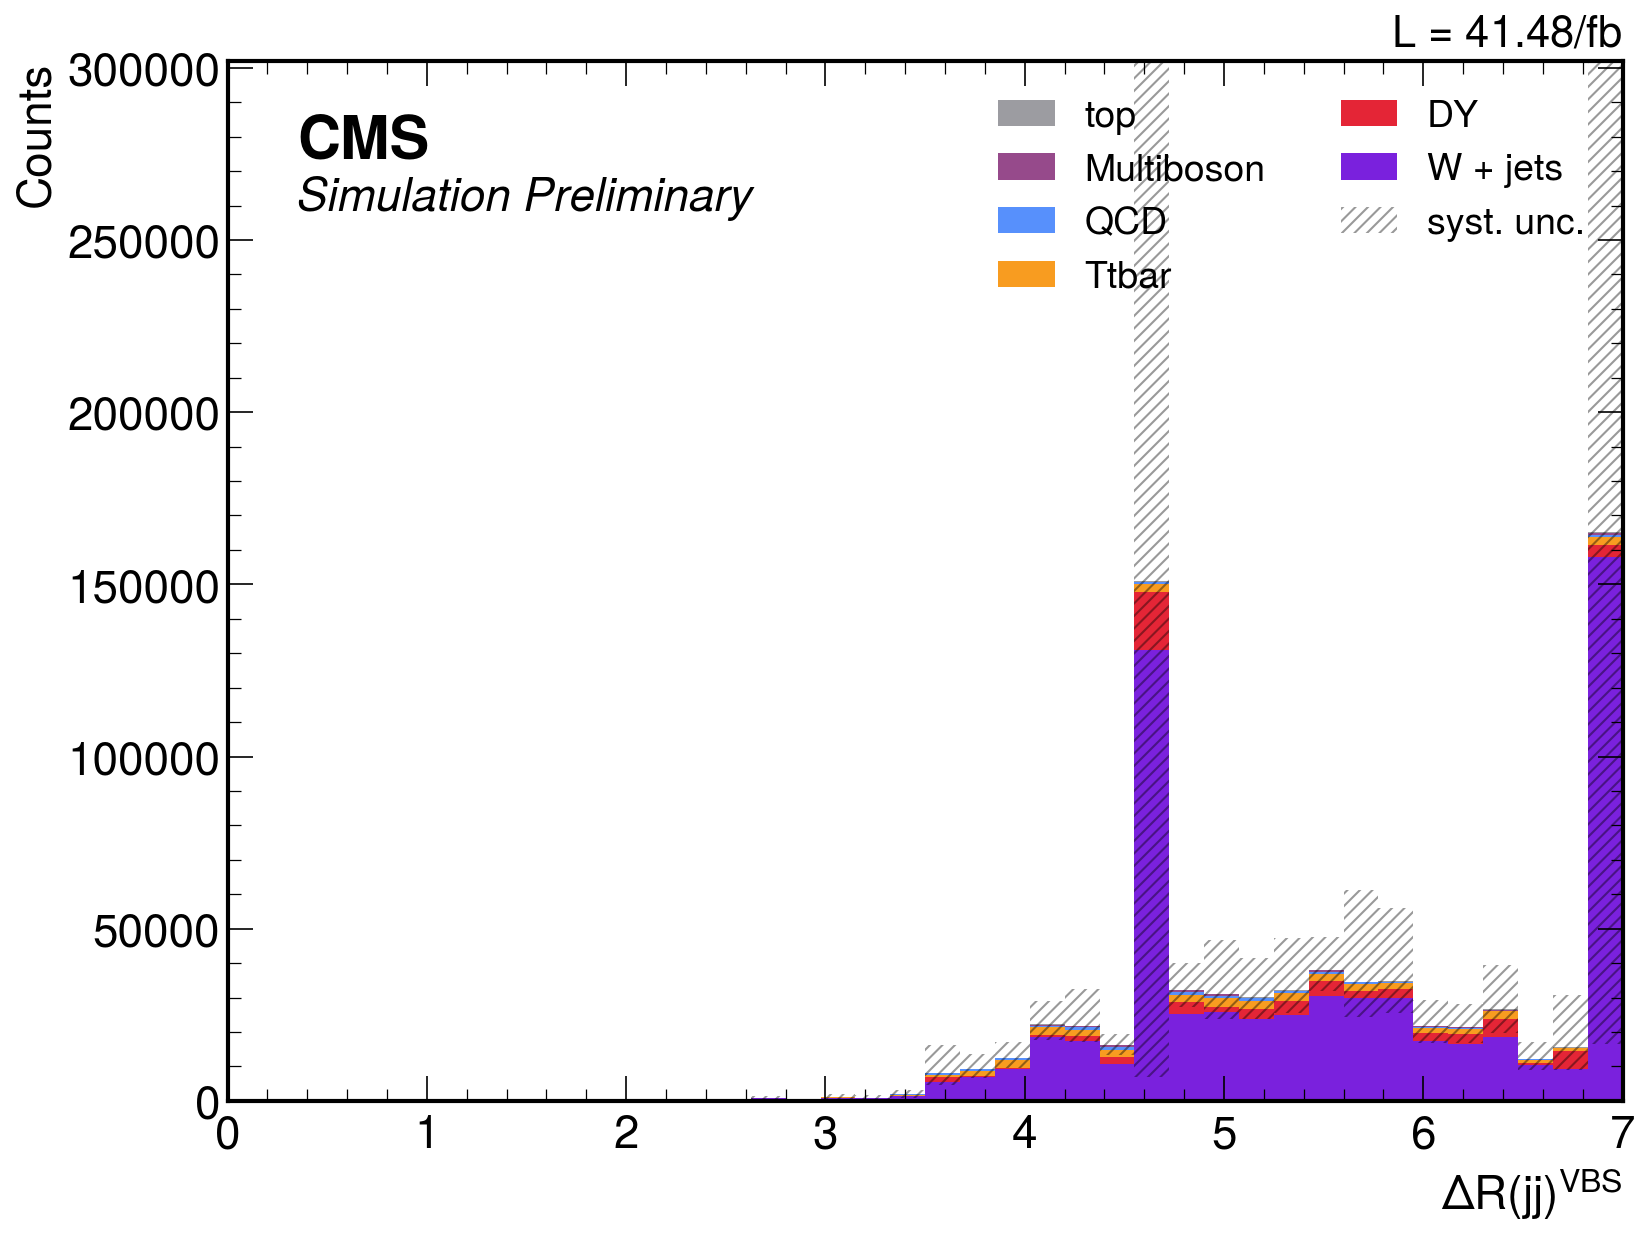 L = 41.48/fb
Counts
300000
250000
200000
150000
100000
50000
0
CMS
Simulation Preliminary
top
Multiboson
QCD
Ttbar
DY
W + jets
syst. unc.
0 1 2 3 4 5 6 7
ΔR(jj)^VBS